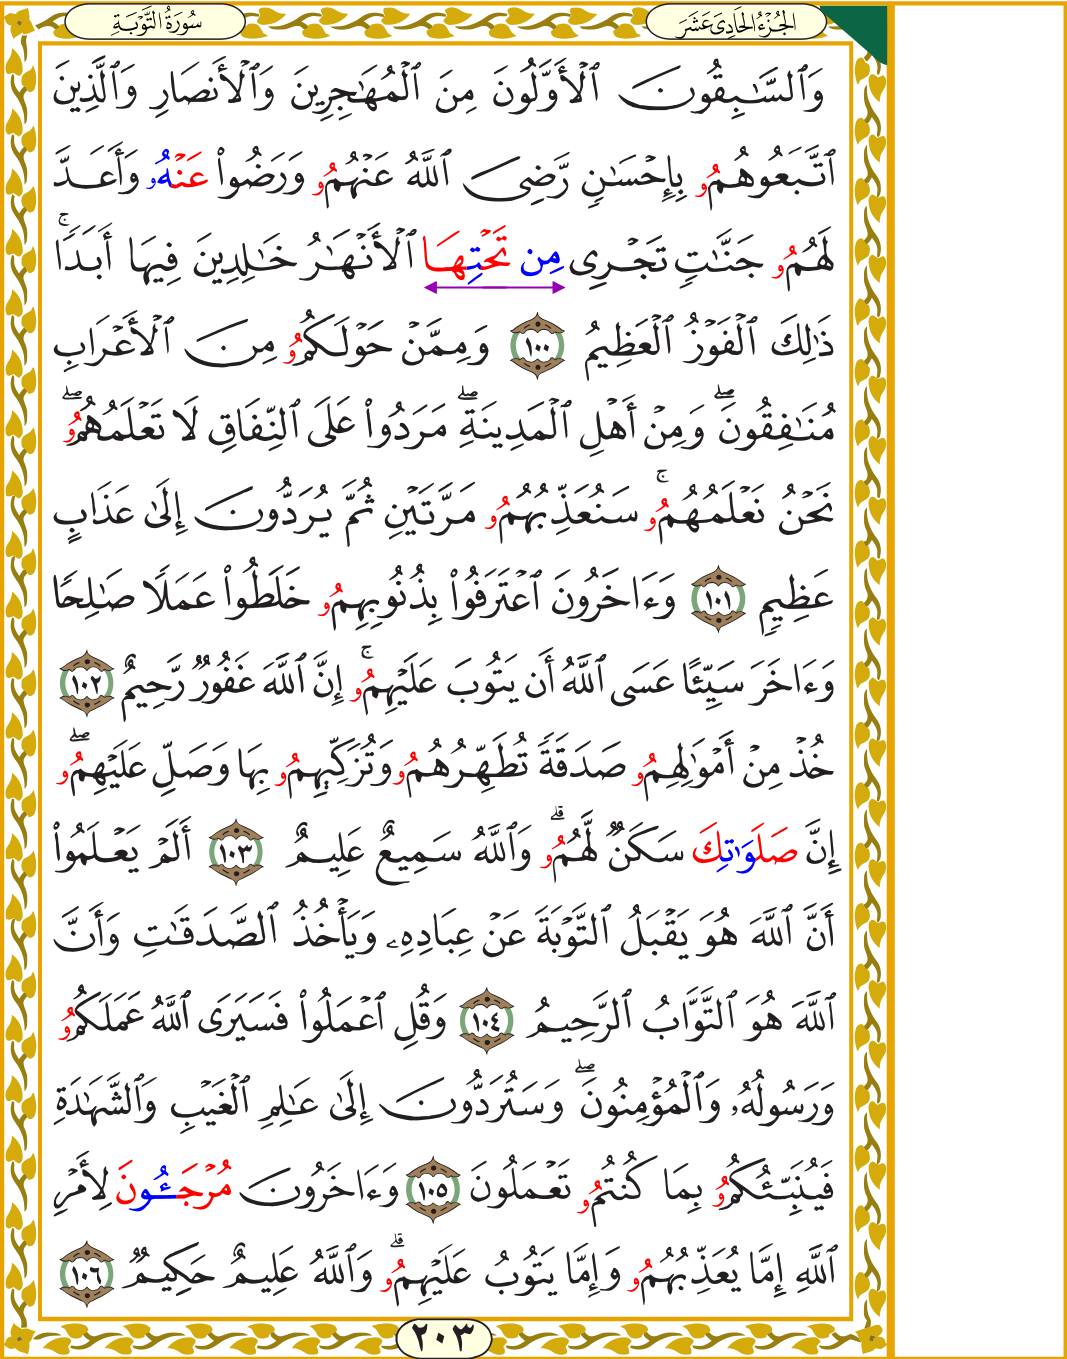 الجُزْءُ الحَادِيَ عَشَرَ
سُورَةُ التَّوْبَةِ
وَٱلسَّـٰبِقُونَ ٱلْأَوَّلُونَ مِنَ ٱلْمُهَـٰجِرِينَ وَٱلْأَنصَارِ وَٱلَّذِينَ
ٱتَّبَعُوهُمُۥ بِإِحْسَـٰنٍ رَّضِىَ ٱللَّهُ عَنْهُمُۥ وَرَضُوا۟ عَنْهُۥ وَأَعَدَّ
لَهُمُۥ جَنَّـٰتٍ تَجْرِى مِن تَحْتِهَا ٱلْأَنْهَـٰرُ خَـٰلِدِينَ فِيهَا أَبَدًا ۚ
ذَٰلِكَ ٱلْفَوْزُ ٱلْعَظِيمُ ١٠٠ وَمِمَّنْ حَوْلَكُمُۥ مِنَ ٱلْأَعْرَابِ
مُنَـٰفِقُونَ ۖ وَمِنْ أَهْلِ ٱلْمَدِينَةِ ۖ مَرَدُوا۟ عَلَى ٱلنِّفَاقِ لَا تَعْلَمُهُمُۥ ۖ
نَحْنُ نَعْلَمُهُمُۥ ۚ سَنُعَذِّبُهُمُۥ مَرَّتَيْنِ ثُمَّ يُرَدُّونَ إِلَىٰ عَذَابٍ
عَظِيمٍ ١٠١ وَءَاخَرُونَ ٱعْتَرَفُوا۟ بِذُنُوبِهِمُۥ خَلَطُوا۟ عَمَلًا صَـٰلِحًا
وَءَاخَرَ سَيِّئًا عَسَى ٱللَّهُ أَن يَتُوبَ عَلَيْهِمُۥ ۚ إِنَّ ٱللَّهَ غَفُورٌ رَّحِيمٌ ١٠٢
خُذْ مِنْ أَمْوَٰلِهِمُۥ صَدَقَةً تُطَهِّرُهُمُۥ وَتُزَكِّيهِمُۥ بِهَا وَصَلِّ عَلَيْهِمُۥ ۖ
إِنَّ صَلَوَٰتِكَ سَكَنٌ لَّهُمُۥ ۗ وَٱللَّهُ سَمِيعٌ عَلِيمٌ ١٠٣ أَلَمْ يَعْلَمُوا۟
أَنَّ ٱللَّهَ هُوَ يَقْبَلُ ٱلتَّوْبَةَ عَنْ عِبَادِهِۦ وَيَأْخُذُ ٱلصَّدَقَـٰتِ وَأَنَّ
ٱللَّهَ هُوَ ٱلتَّوَّابُ ٱلرَّحِيمُ ١٠٤ وَقُلِ ٱعْمَلُوا۟ فَسَيَرَى ٱللَّهُ عَمَلَكُمُۥ
وَرَسُولُهُۥ وَٱلْمُؤْمِنُونَ ۖ وَسَتُرَدُّونَ إِلَىٰ عَـٰلِمِ ٱلْغَيْبِ وَٱلشَّهَـٰدَةِ
فَيُنَبِّئُكُمُۥ بِمَا كُنتُمُۥ تَعْمَلُونَ ١٠٥ وَءَاخَرُونَ مُرْجَـُٔونَ لِأَمْرِ
ٱللَّهِ إِمَّا يُعَذِّبُهُمُۥ وَإِمَّا يَتُوبُ عَلَيْهِمُۥ ۗ وَٱللَّهُ عَلِيمٌ حَكِيمٌ ١٠٦
٢٠٣